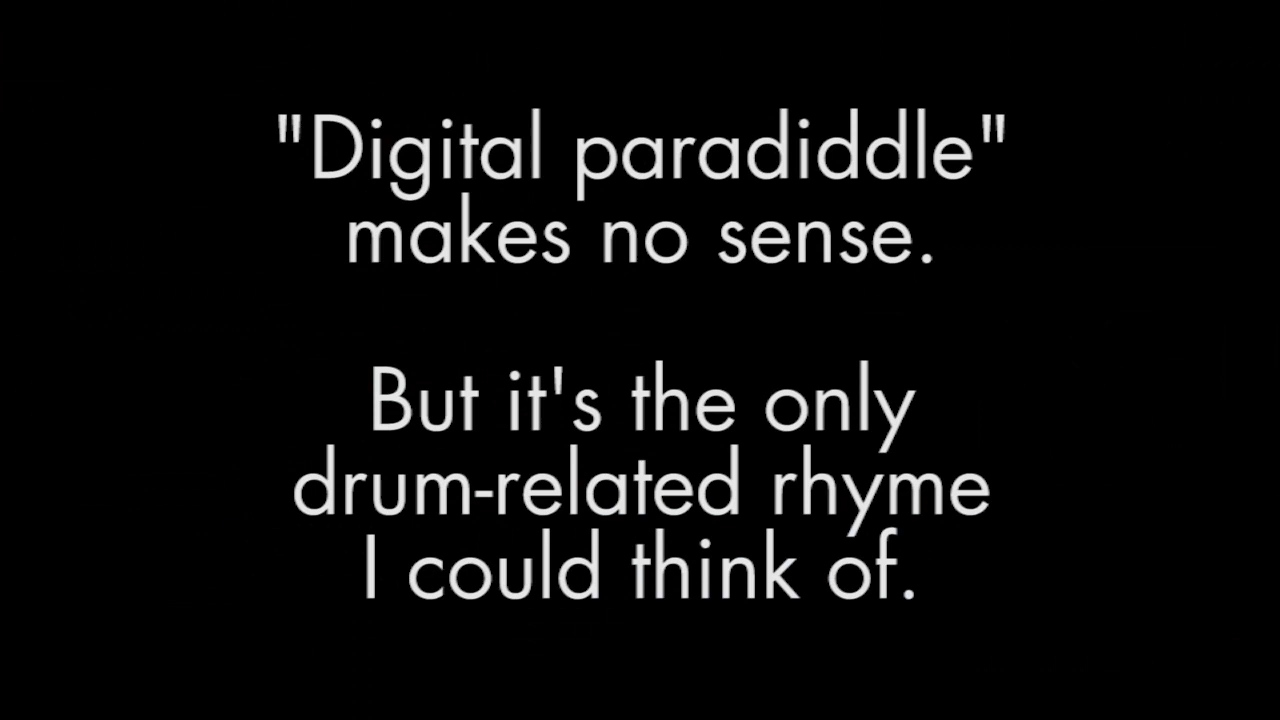 "Digital paradiddle"
makes no sense.
But it's the only
drum-related rhyme
I could think of.